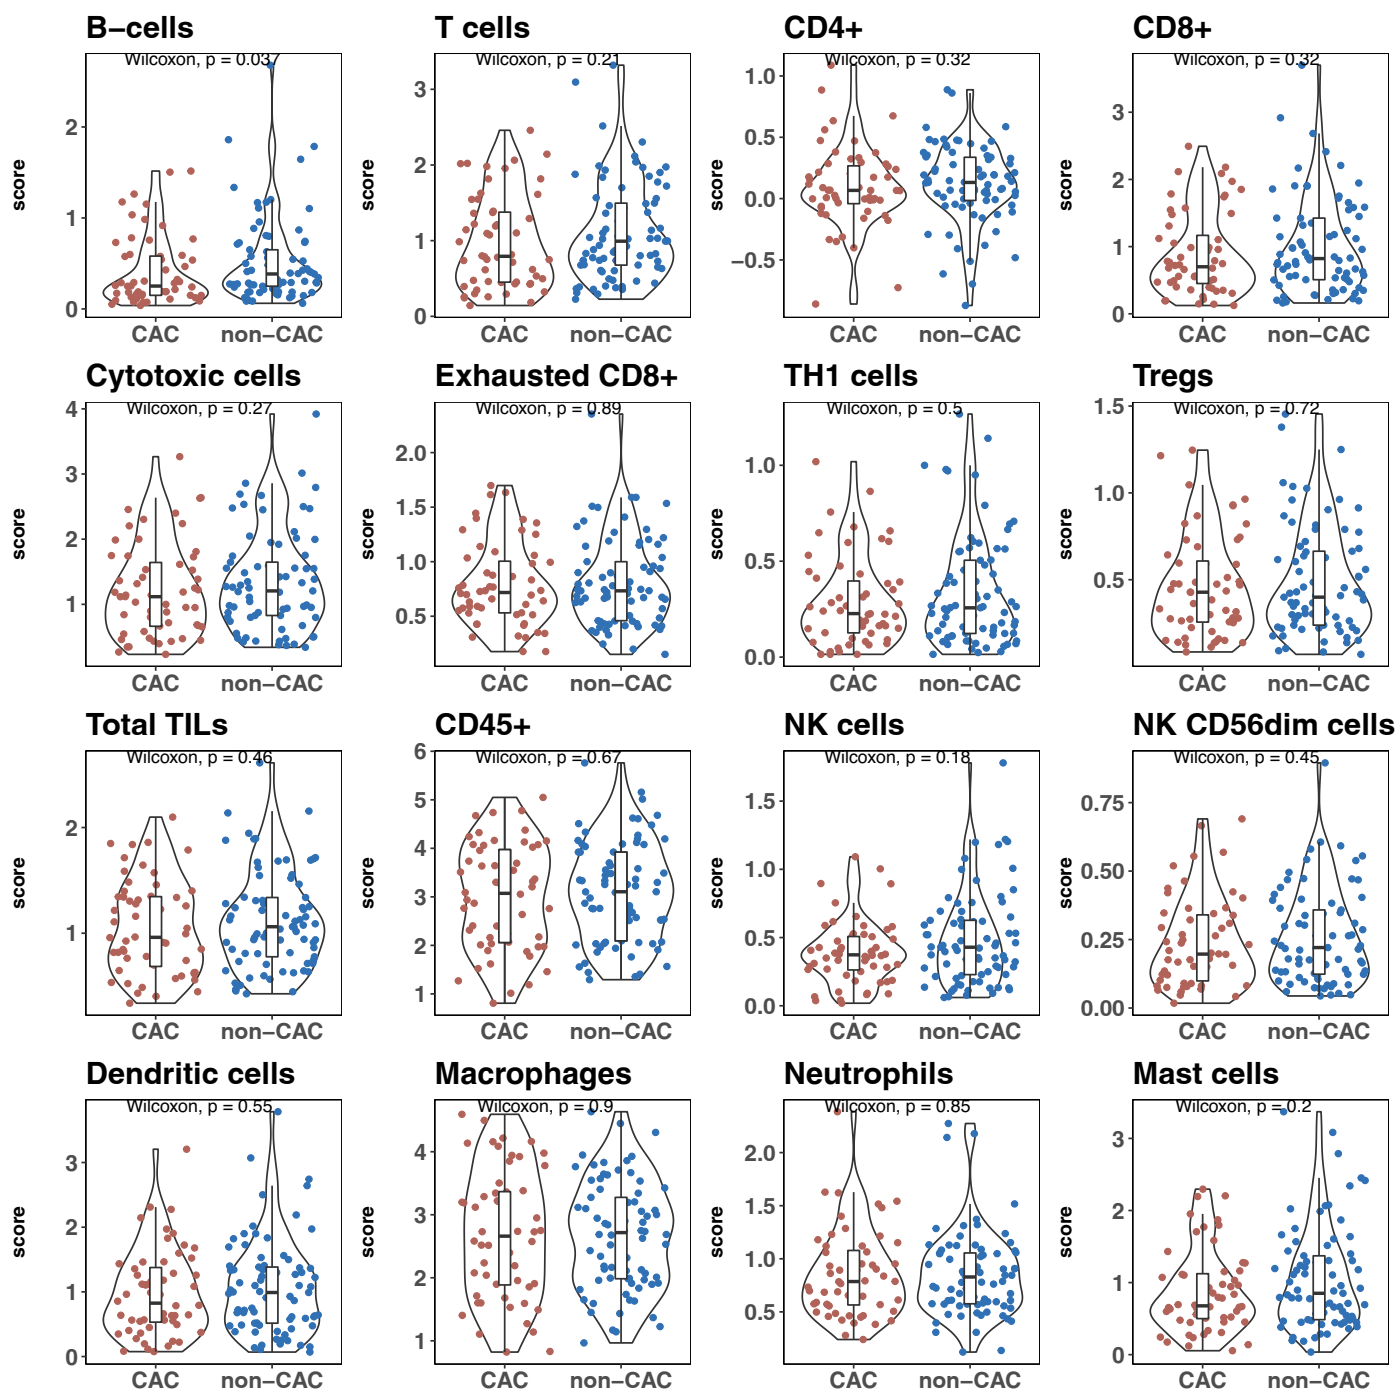 B−cells
Wilcoxon, p = 0.037
score
2
1
0
CAC non−CAC
T cells
Wilcoxon, p = 0.21
score
3
2
1
0
CAC non−CAC
CD4+
Wilcoxon, p = 0.32
score
1.0
0.5
0.0
−0.5
CAC non−CAC
CD8+
Wilcoxon, p = 0.32
score
3
2
1
0
CAC non−CAC
Cytotoxic cells
Wilcoxon, p = 0.27
score
4
3
2
1
CAC non−CAC
Exhausted CD8+
Wilcoxon, p = 0.89
score
2.0
1.5
1.0
0.5
CAC non−CAC
TH1 cells
Wilcoxon, p = 0.5
score
1.0
0.5
0.0
CAC non−CAC
Tregs
Wilcoxon, p = 0.72
score
1.5
1.0
0.5
CAC non−CAC
Total TILs
Wilcoxon, p = 0.46
score
2
1
CAC non−CAC
CD45+
Wilcoxon, p = 0.67
score
6
5
4
3
2
1
CAC non−CAC
NK cells
Wilcoxon, p = 0.18
score
1.5
1.0
0.5
0.0
CAC non−CAC
NK CD56dim cells
Wilcoxon, p = 0.45
score
0.75
0.50
0.25
0.00
CAC non−CAC
Dendritic cells
Wilcoxon, p = 0.55
score
3
2
1
0
CAC non−CAC
Macrophages
Wilcoxon, p = 0.9
score
4
3
2
1
CAC non−CAC
Neutrophils
Wilcoxon, p = 0.85
score
2.0
1.5
1.0
0.5
CAC non−CAC
Mast cells
Wilcoxon, p = 0.2
score
3
2
1
0
CAC non−CAC